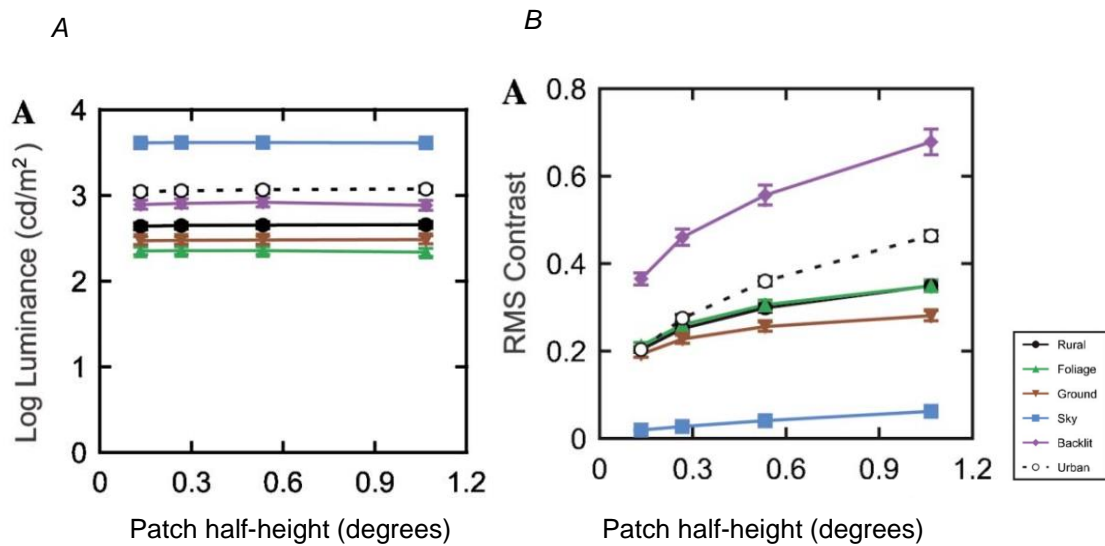 A
B
A
4
3
2
1
0
Log Luminance (cd/m²)
0 0.3 0.6 0.9 1.2
Patch half-height (degrees)
A
0.8
0.6
0.4
0.2
0
RMS Contrast
0 0.3 0.6 0.9 1.2
Patch half-height (degrees)
Rural
Foliage
Ground
Sky
Backlit
Urban